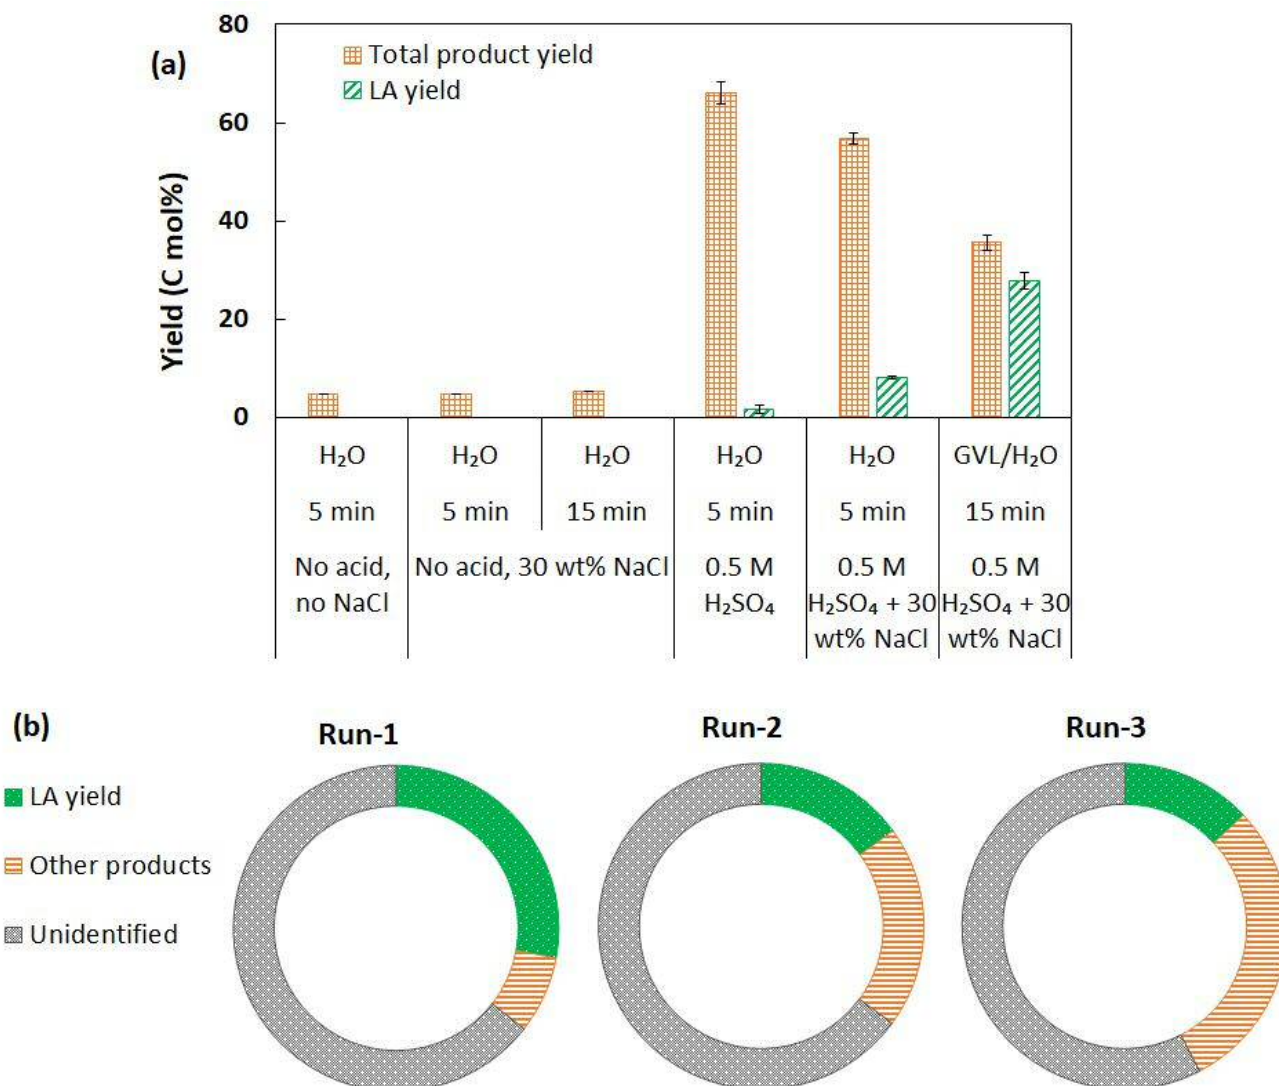 (a)
Total product yield
LA yield
Yield (C mol%)
80
60
40
20
0
H₂O H₂O H₂O H₂O H₂O GVL/H₂O
5 min 5 min 15 min 5 min 5 min 15 min
No acid, no NaCl
No acid, 30 wt% NaCl
0.5 M H₂SO₄
0.5 M H₂SO₄ + 30 wt% NaCl
0.5 M H₂SO₄ + 30 wt% NaCl
(b)
Run-1 Run-2 Run-3
LA yield
Other products
Unidentified